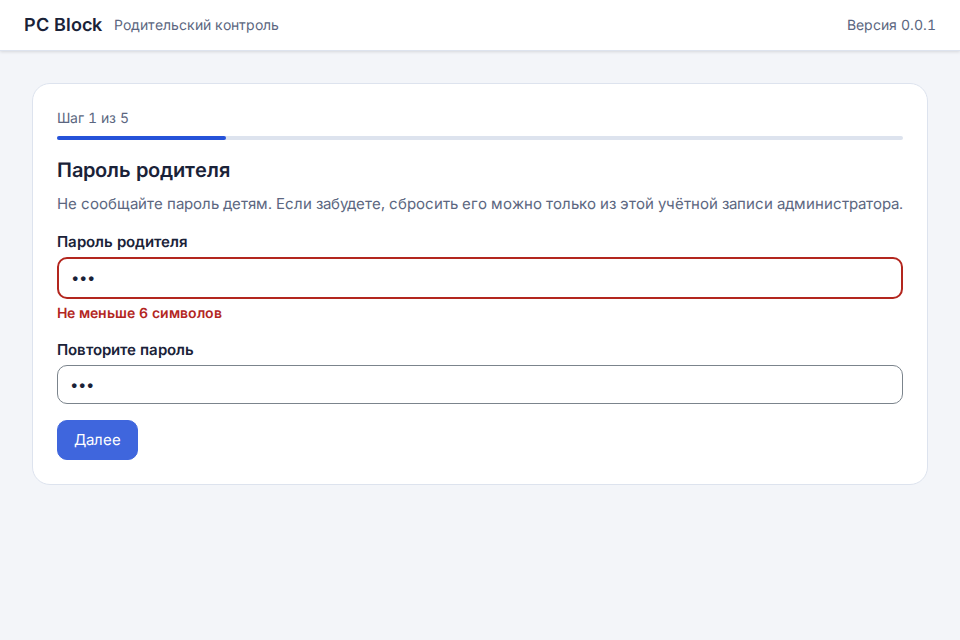 PC Block Родительский контроль Версия 0.0.1
Шаг 1 из 5
Пароль родителя
Не сообщайте пароль детям. Если забудете, сбросить его можно только из этой учётной записи администратора.
Пароль родителя
•••
Не меньше 6 символов
Повторите пароль
•••
Далее